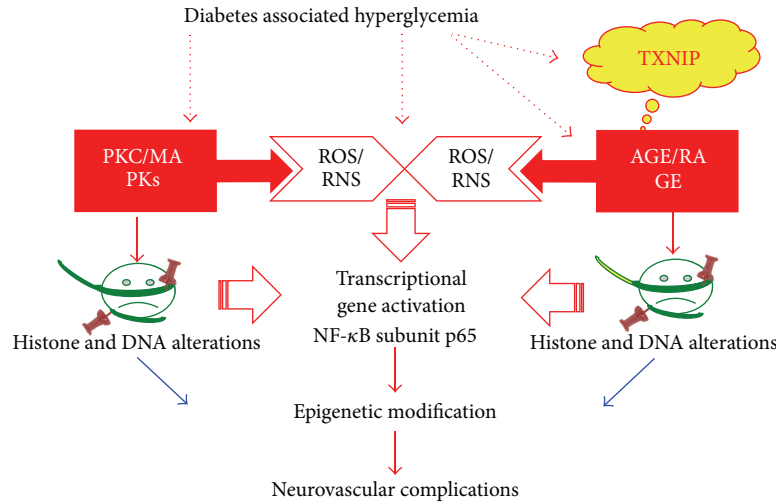 Diabetes associated hyperglycemia
TXNIP
PKC/MA
PKs
ROS/
RNS
ROS/
RNS
AGE/RA
GE
Transcriptional
gene activation
NF-κB subunit p65
Histone and DNA alterations
Histone and DNA alterations
Epigenetic modification
Neurovascular complications